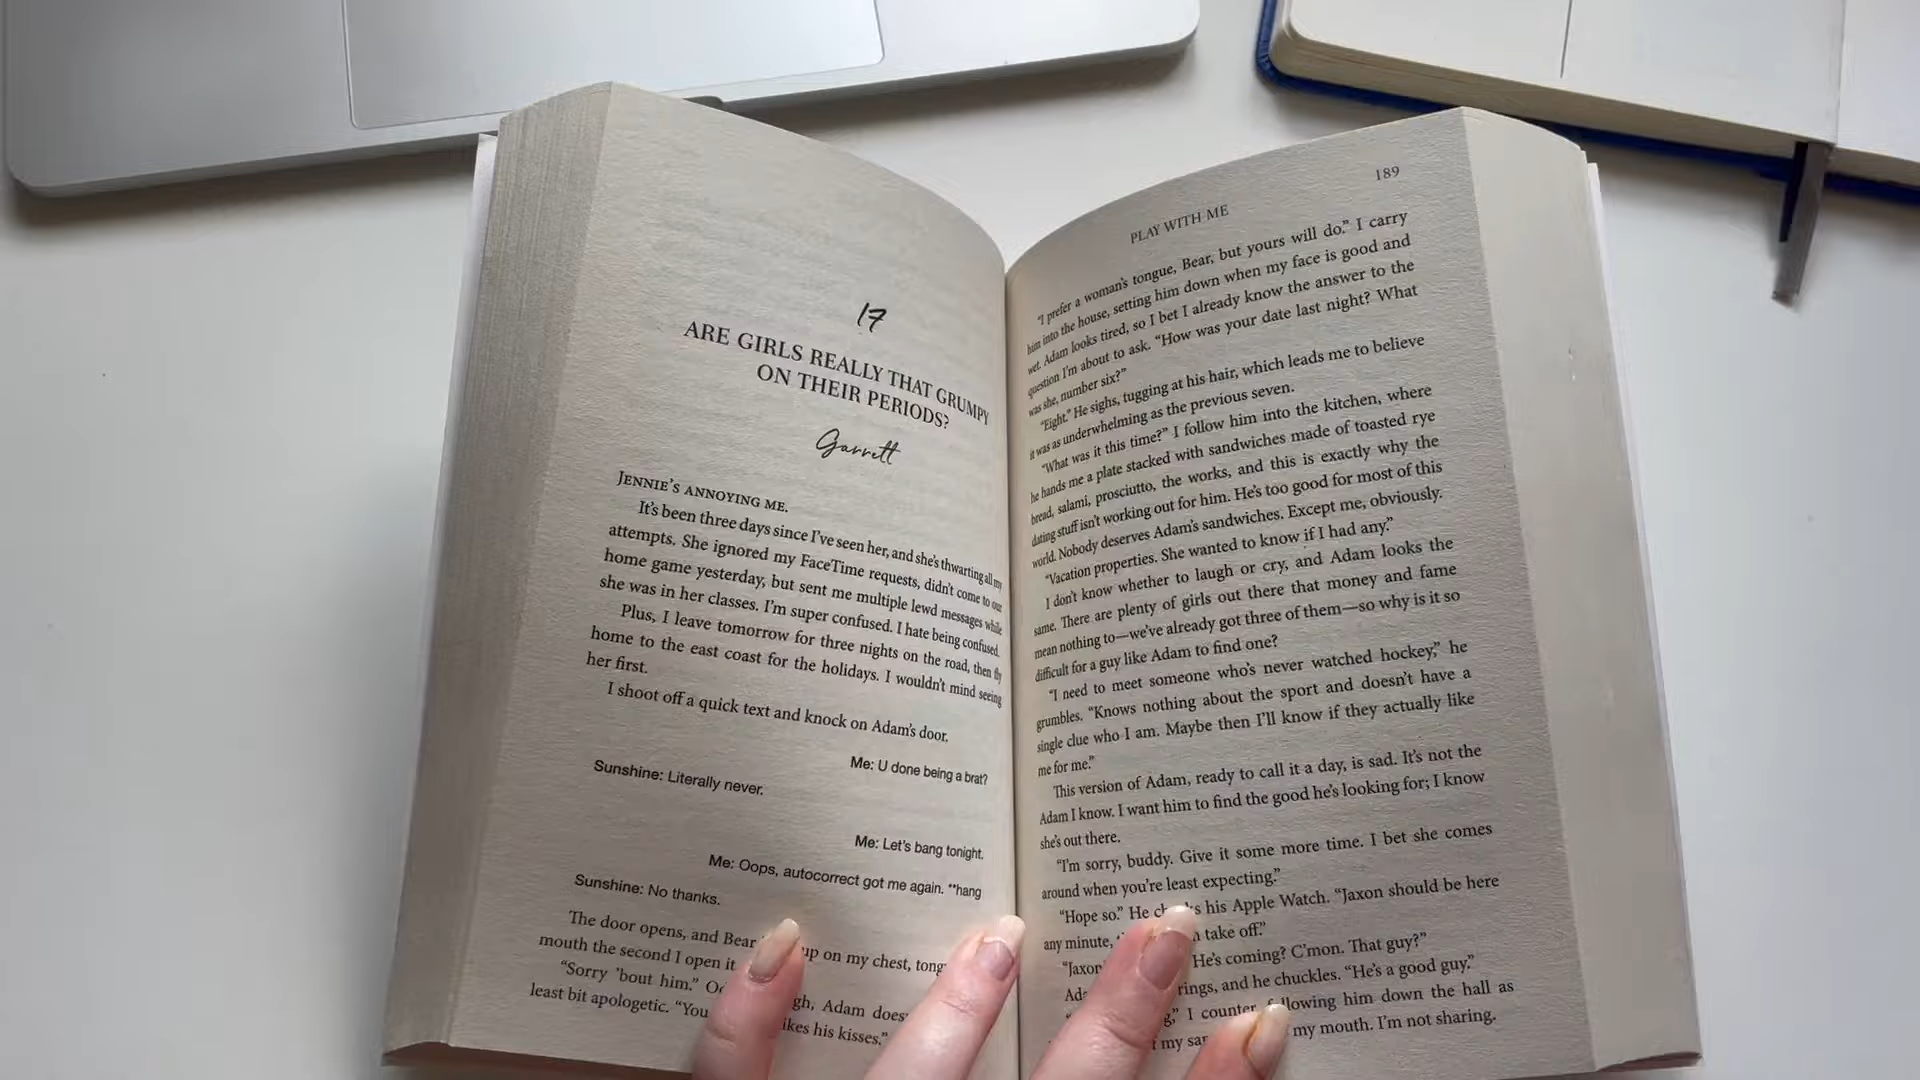 17
ARE GIRLS REALLY THAT GRUMPY
ON THEIR PERIODS?
Garrett
JENNIE'S ANNOYING ME.
It's been three days since I've seen her, and she's thwarting all my
attempts. She ignored my FaceTime requests, didn't come to our
home game yesterday, but sent me multiple lewd messages while
she was in her classes. I'm super confused. I hate being confused.
Plus, I leave tomorrow for three nights on the road, then fly
home to the east coast for the holidays. I wouldn't mind seeing
her first.
I shoot off a quick text and knock on Adam's door.
Me: U done being a brat?
Sunshine: Literally never.
Me: Let's bang tonight.
Me: Oops, autocorrect got me again. **hang
Sunshine: No thanks.
The door opens, and Bear up on my chest,
mouth the second I open it
"Sorry 'bout him." Adam
least bit apologetic. "You his kisses."
189
PLAY WITH ME
"I prefer a woman's tongue, Bear, but yours will do." I carry
him into the house, setting him down when my face is good and
wet. Adam looks tired, so I bet I already know the answer to the
question I'm about to ask. "How was your date last night? What
was she, number six?"
"Eight." He sighs, tugging at his hair, which leads me to believe
it was as underwhelming as the previous seven.
"What was it this time?" I follow him into the kitchen, where
he hands me a plate stacked with sandwiches made of toasted rye
bread, salami, prosciutto, the works, and this is exactly why the
dating stuff isn't working out for him. He's too good for most of this
world. Nobody deserves Adam's sandwiches. Except me, obviously.
"Vacation properties. She wanted to know if I had any."
I don't know whether to laugh or cry, and Adam looks the
same. There are plenty of girls out there that money and fame
mean nothing to—we've already got three of them—so why is it so
difficult for a guy like Adam to find one?
"I need to meet someone who's never watched hockey," he
grumbles. "Knows nothing about the sport and doesn't have a
single clue who I am. Maybe then I'll know if they actually like
me for me."
This version of Adam, ready to call it a day, is sad. It's not the
Adam I know. I want him to find the good he's looking for; I know
she's out there.
"I'm sorry, buddy. Give it some more time. I bet she comes
around when you're least expecting."
"Hope so." He his Apple Watch. "Jaxon should be here
any minute, take off."
He's coming? C'mon. That guy?"
and he chuckles. "He's a good guy."
I counter, following him down the hall as
my my mouth. I'm not sharing.